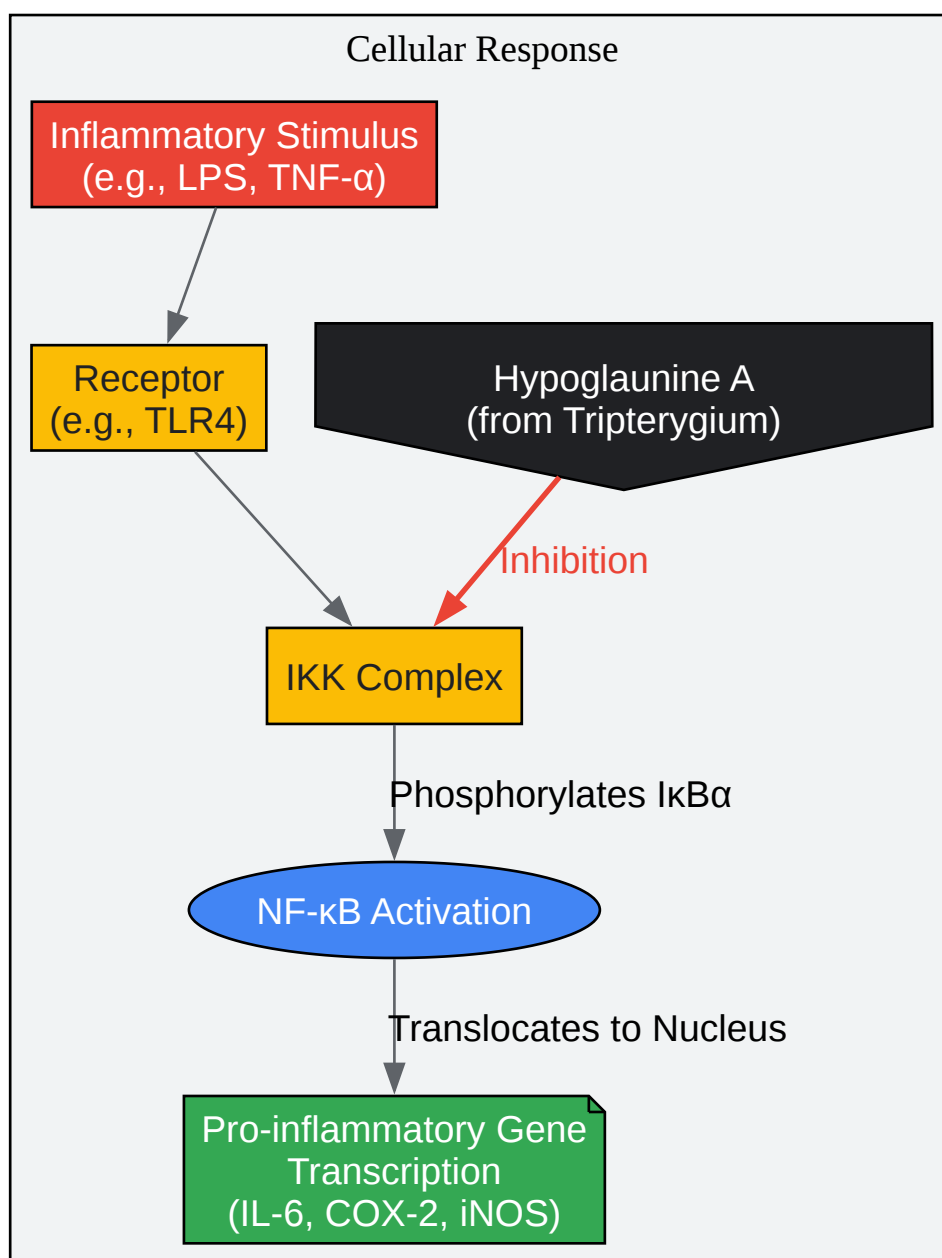 Cellular Response
Inflammatory Stimulus
(e.g., LPS, TNF-α)
Receptor
(e.g., TLR4)
Hypoglaunine A
(from Tripterygium)
Inhibition
IKK Complex
Phosphorylates IκBα
NF-κB Activation
Translocates to Nucleus
Pro-inflammatory Gene
Transcription
(IL-6, COX-2, iNOS)